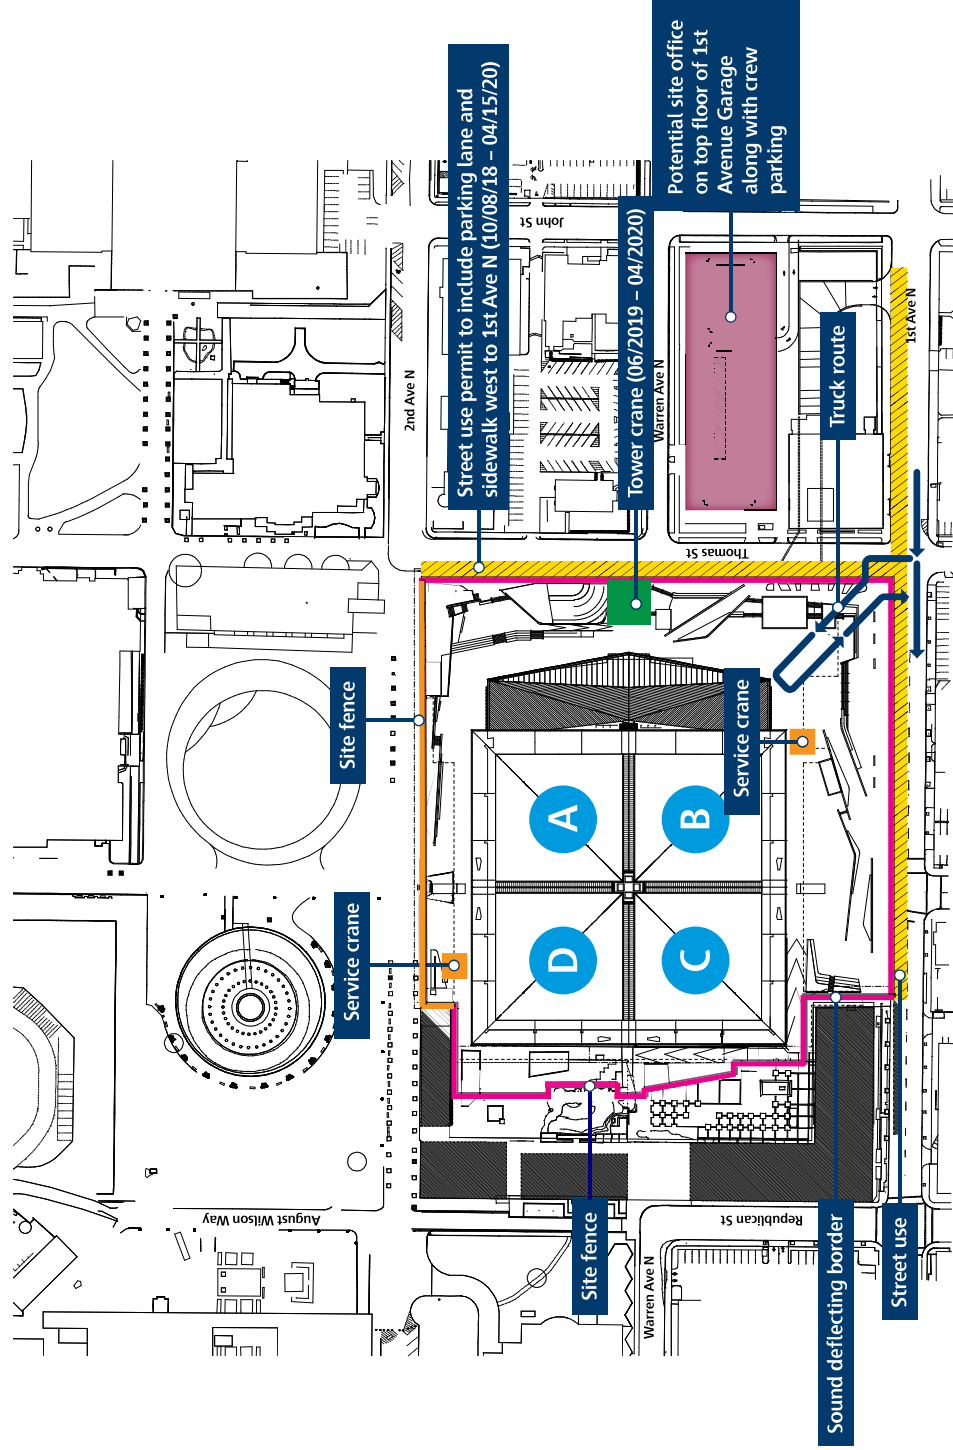 Street use permit to include parking lane and
sidewalk west to 1st Ave N (10/08/18 – 04/15/20)
Potential site office
on top floor of 1st
Avenue Garage
along with crew
parking
John St
Tower crane (06/2019 – 04/2020)
2nd Ave N
Warren Ave N
1st Ave N
Truck route
Thomas St
Site fence
Service crane
A
B
Service crane
D
C
August Wilson Way
Republican St
Site fence
Warren Ave N
Sound deflecting border
Street use